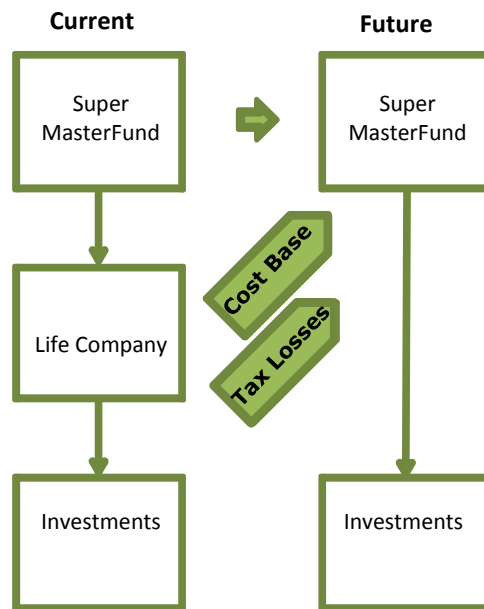 Current
Future
Super
MasterFund
Super
MasterFund
Cost Base
Tax Losses
Life Company
Investments
Investments